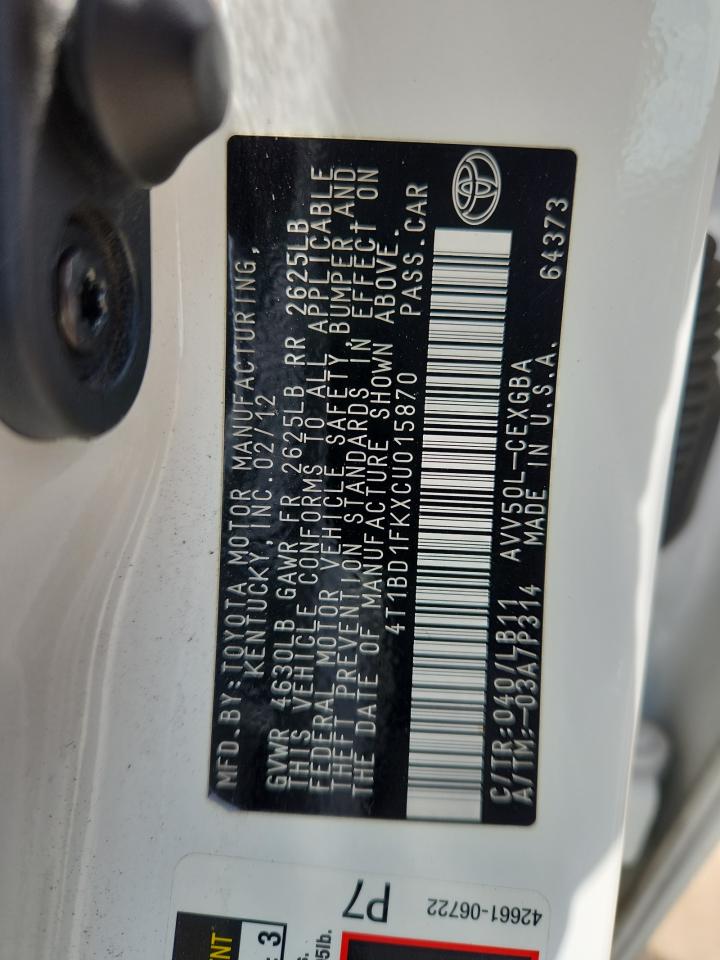 MFD.BY:TOYOTA MOTOR MANUFACTURING,
KENTUCKY, INC. 02/12
GVWR 4630LB GAWR FR 2625LB RR 2625LB
THIS VEHICLE CONFORMS TO ALL APPLICABLE
FEDERAL MOTOR VEHICLE SAFETY, BUMPER AND
THEFT PREVENTION STANDARDS IN EFFECT ON
THE DATE OF MANUFACTURE SHOWN ABOVE.
4T1BD1FKXCU015870 PASS.CAR
C/TR:040/LB11 AVV50L-CEXGBA
A/TM:-03A7P314 MADE IN U.S.A. 64373
P7
42661-06722
3